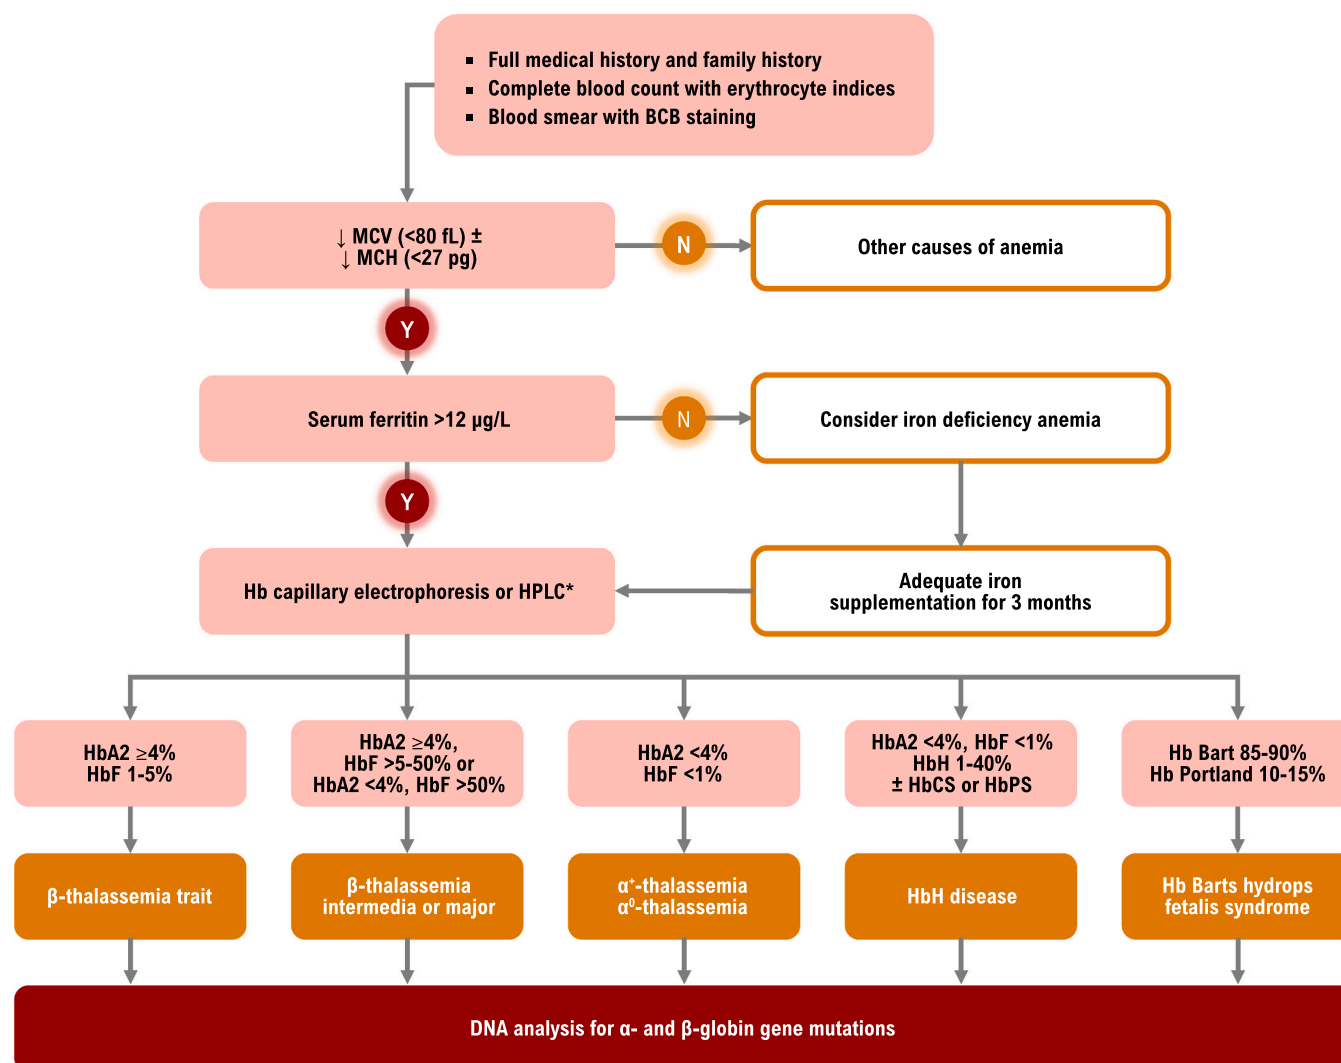 ▪ Full medical history and family history
▪ Complete blood count with erythrocyte indices
▪ Blood smear with BCB staining
↓ MCV (<80 fL) ±
↓ MCH (<27 pg)
N
Other causes of anemia
Y
Serum ferritin >12 µg/L
N
Consider iron deficiency anemia
Y
Hb capillary electrophoresis or HPLC*
Adequate iron
supplementation for 3 months
HbA2 ≥4%
HbF 1-5%
HbA2 ≥4%,
HbF >5-50% or
HbA2 <4%, HbF >50%
HbA2 <4%
HbF <1%
HbA2 <4%, HbF <1%
HbH 1-40%
± HbCS or HbPS
Hb Bart 85-90%
Hb Portland 10-15%
β-thalassemia trait
β-thalassemia
intermedia or major
α⁺-thalassemia
α⁰-thalassemia
HbH disease
Hb Barts hydrops
fetalis syndrome
DNA analysis for α- and β-globin gene mutations